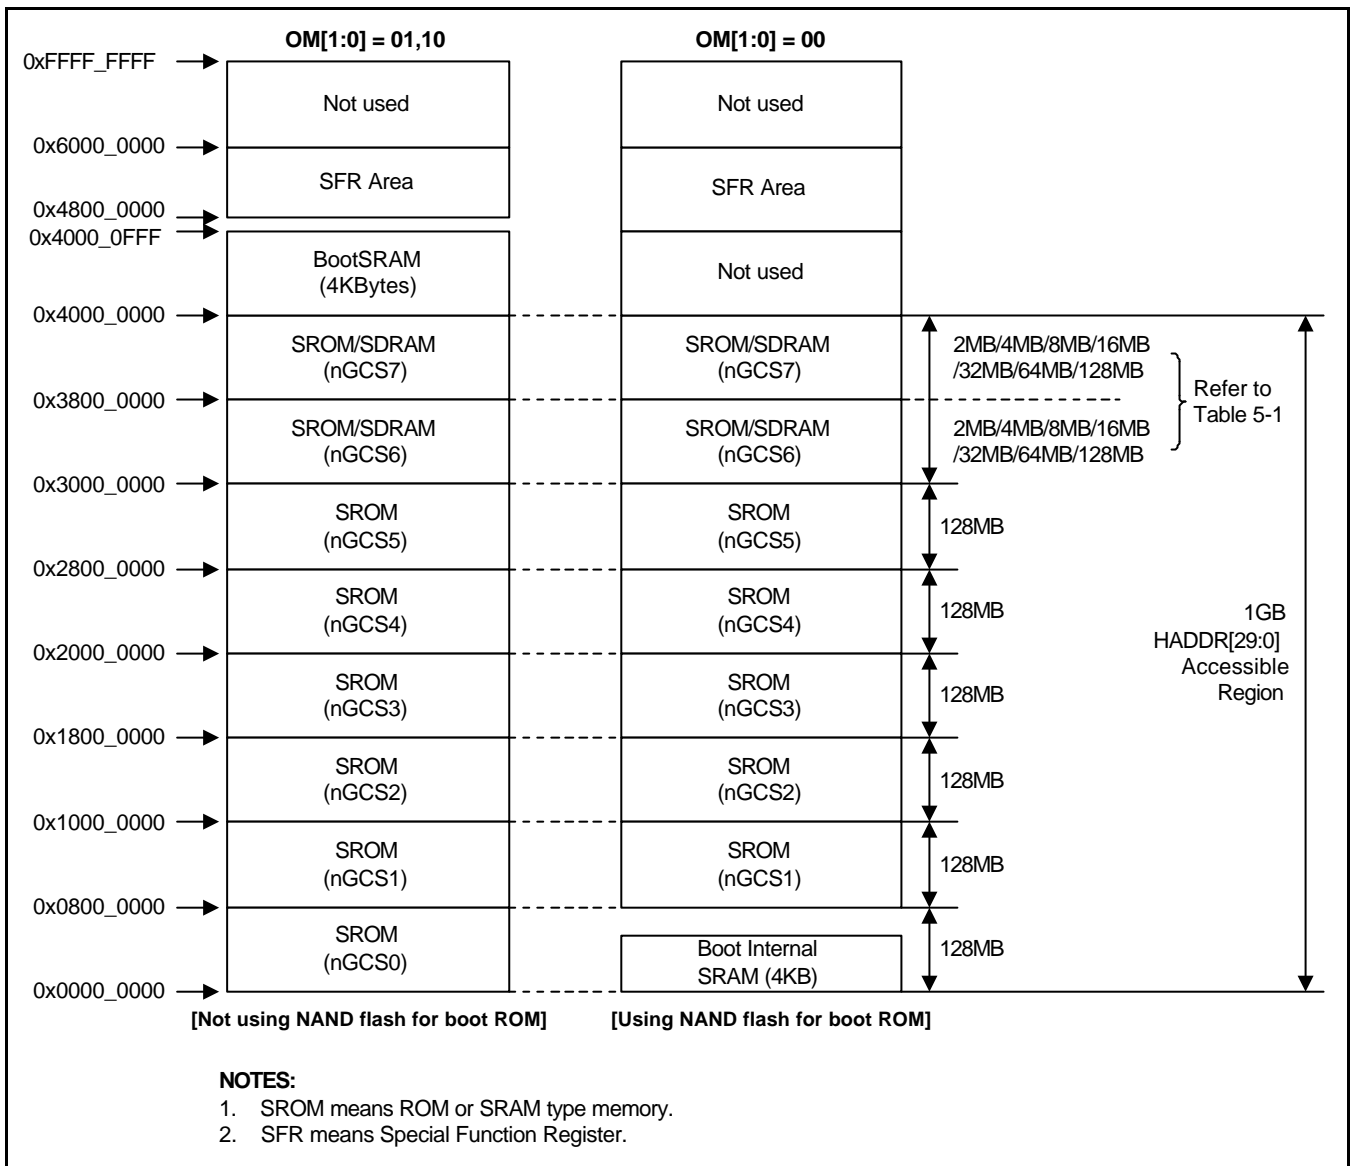 OM[1:0] = 01,10
OM[1:0] = 00
0xFFFF_FFFF
Not used
Not used
0x6000_0000
SFR Area
SFR Area
0x4800_0000
0x4000_0FFF
BootSRAM
(4KBytes)
Not used
0x4000_0000
SROM/SDRAM
(nGCS7)
SROM/SDRAM
(nGCS7)
2MB/4MB/8MB/16MB
/32MB/64MB/128MB
Refer to
Table 5-1
0x3800_0000
SROM/SDRAM
(nGCS6)
SROM/SDRAM
(nGCS6)
2MB/4MB/8MB/16MB
/32MB/64MB/128MB
0x3000_0000
SROM
(nGCS5)
SROM
(nGCS5)
128MB
0x2800_0000
SROM
(nGCS4)
SROM
(nGCS4)
128MB
1GB
HADDR[29:0]
Accessible
Region
0x2000_0000
SROM
(nGCS3)
SROM
(nGCS3)
128MB
0x1800_0000
SROM
(nGCS2)
SROM
(nGCS2)
128MB
0x1000_0000
SROM
(nGCS1)
SROM
(nGCS1)
128MB
0x0800_0000
SROM
(nGCS0)
Boot Internal
SRAM (4KB)
128MB
0x0000_0000
[Not using NAND flash for boot ROM]
[Using NAND flash for boot ROM]
NOTES:
1. SROM means ROM or SRAM type memory.
2. SFR means Special Function Register.